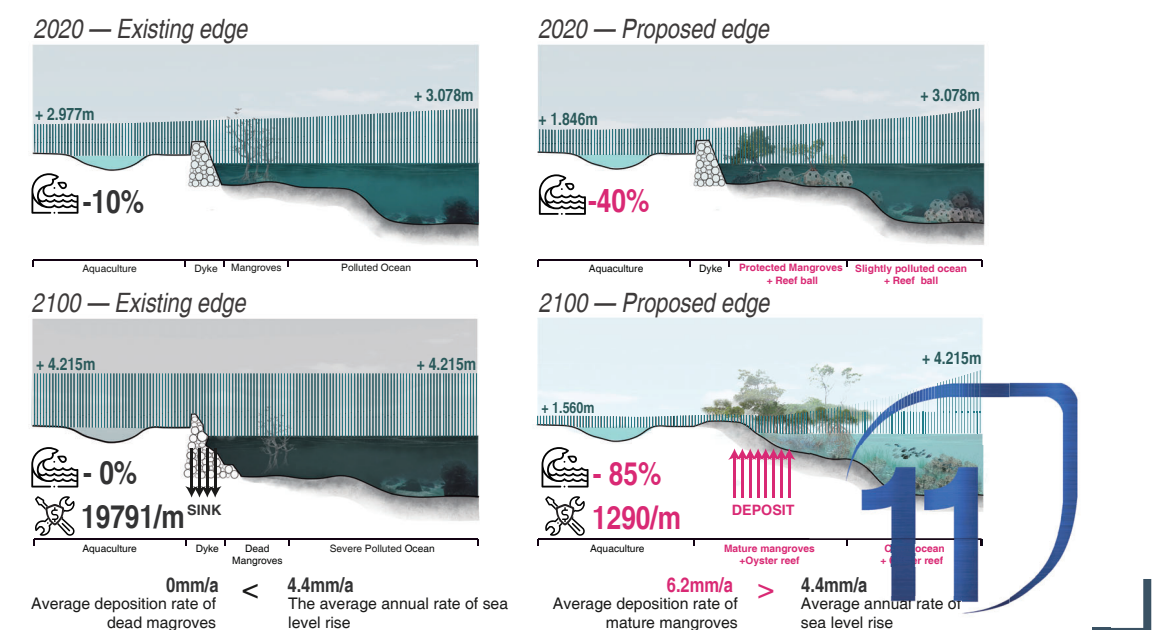 2020 — Existing edge
+ 2.977m
+ 3.078m
-10%
Aquaculture
Dyke
Mangroves
Polluted Ocean
2020 — Proposed edge
+ 1.846m
+ 3.078m
-40%
Aquaculture
Dyke
Protected Mangroves
+ Reef ball
Slightly polluted ocean
+ Reef ball
2100 — Existing edge
+ 4.215m
+ 4.215m
- 0%
19791/m
SINK
Aquaculture
Dyke
Dead
Mangroves
Severe Polluted Ocean
0mm/a
<
4.4mm/a
Average deposition rate of
dead magroves
The average annual rate of sea
level rise
2100 — Proposed edge
+ 1.560m
+ 4.215m
- 85%
1290/m
DEPOSIT
Aquaculture
Mature mangroves
+Oyster reef
ocean
+ reef
6.2mm/a
>
4.4mm/a
Average deposition rate of
mature mangroves
Average annual rate of
sea level rise
11